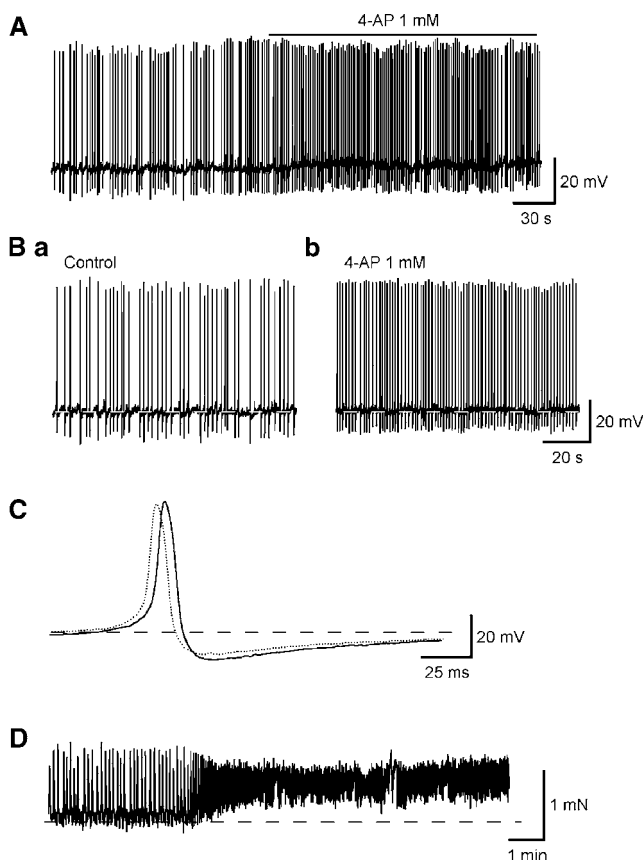 A
4-AP 1 mM
20 mV
30 s
B a
Control
b
4-AP 1 mM
20 mV
20 s
C
20 mV
25 ms
D
1 mN
1 min